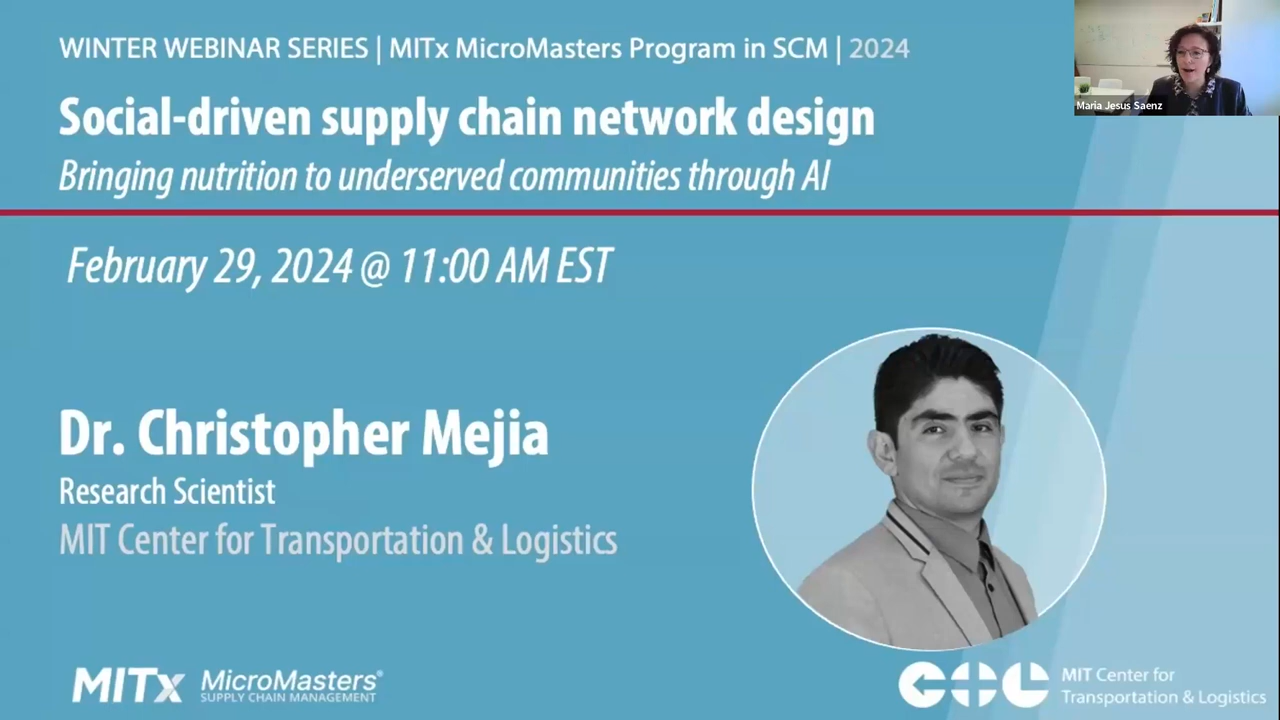 WINTER WEBINAR SERIES | MITx MicroMasters Program in SCM | 2024
Maria Jesus Saenz
Social-driven supply chain network design
Bringing nutrition to underserved communities through AI
February 29, 2024 @ 11:00 AM EST
Dr. Christopher Mejia
Research Scientist
MIT Center for Transportation & Logistics
MITx MicroMasters®
SUPPLY CHAIN MANAGEMENT
CTL
MIT Center for
Transportation & Logistics